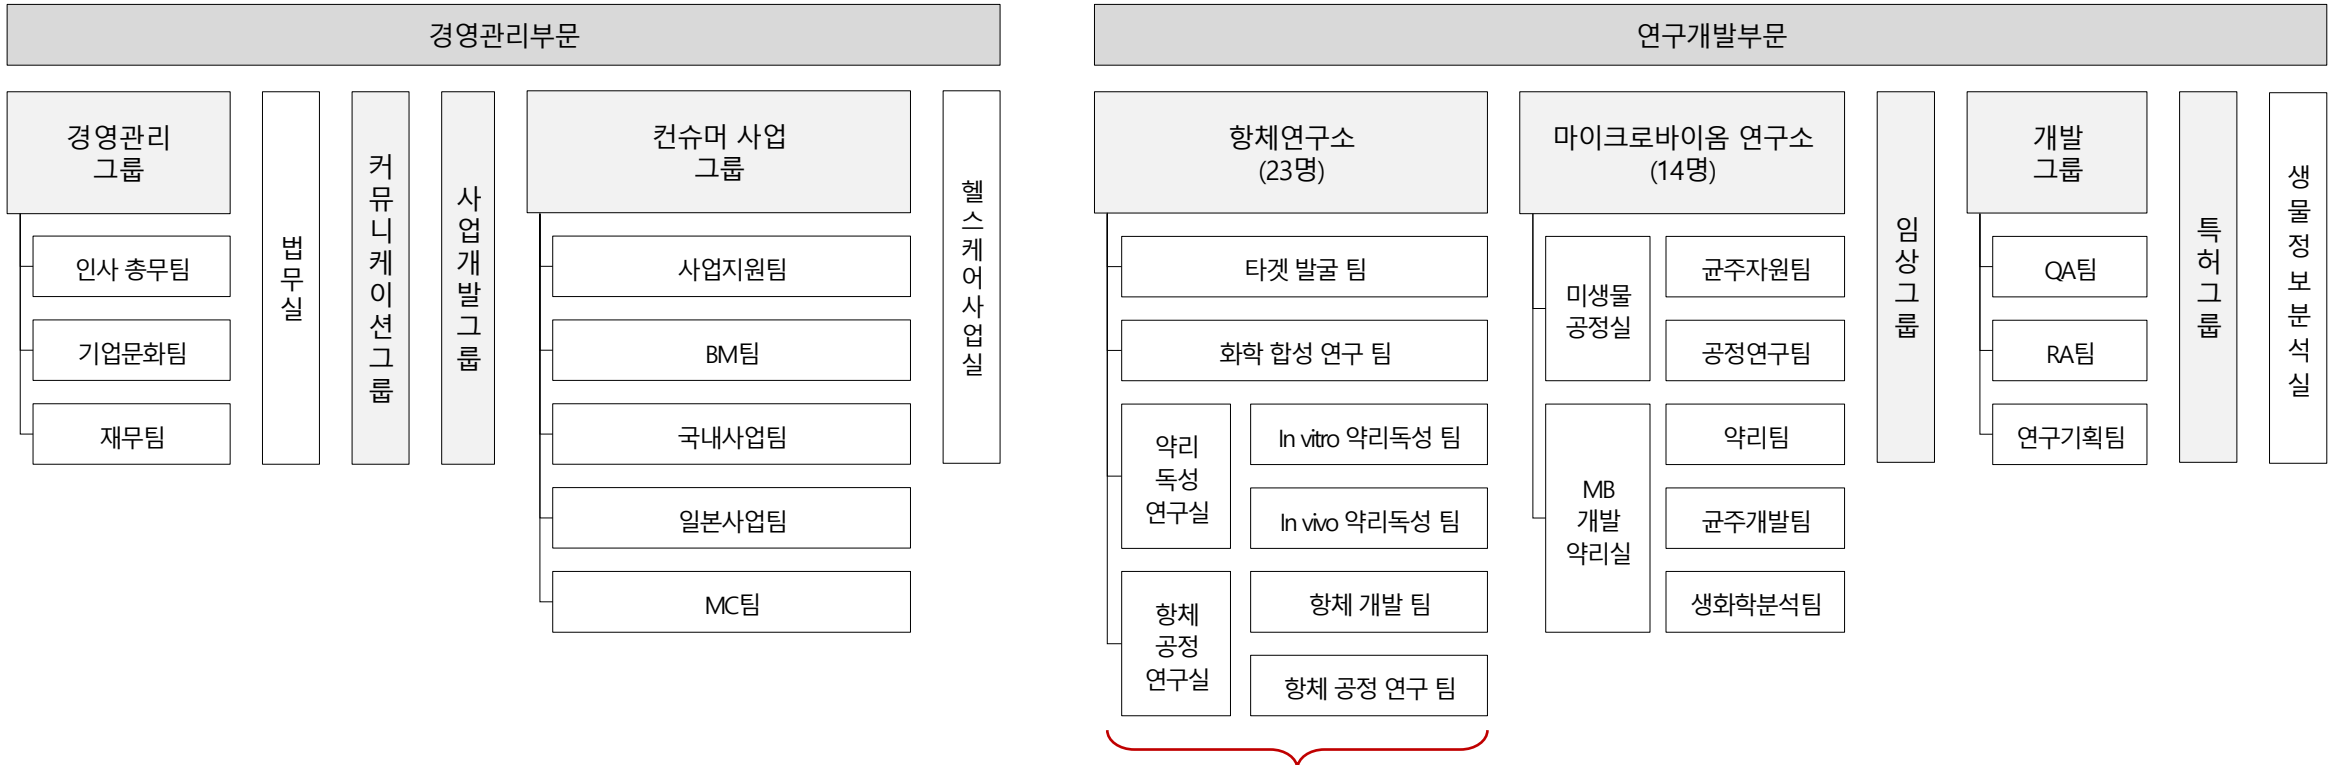 경영관리부문
경영관리
그룹
인사 총무팀
기업문화팀
재무팀
법무실
커뮤니케이션그룹
사업개발그룹
컨슈머 사업
그룹
사업지원팀
BM팀
국내사업팀
일본사업팀
MC팀
헬스케어사업실
연구개발부문
항체연구소
(23명)
타겟 발굴 팀
화학 합성 연구 팀
약리
독성
연구실
In vitro 약리독성 팀
In vivo 약리독성 팀
항체
공정
연구실
항체 개발 팀
항체 공정 연구 팀
마이크로바이옴 연구소
(14명)
미생물
공정실
균주자원팀
공정연구팀
MB
개발
약리실
약리팀
균주개발팀
생화학분석팀
임상그룹
개발
그룹
QA팀
RA팀
연구기획팀
특허그룹
생물정보분석실